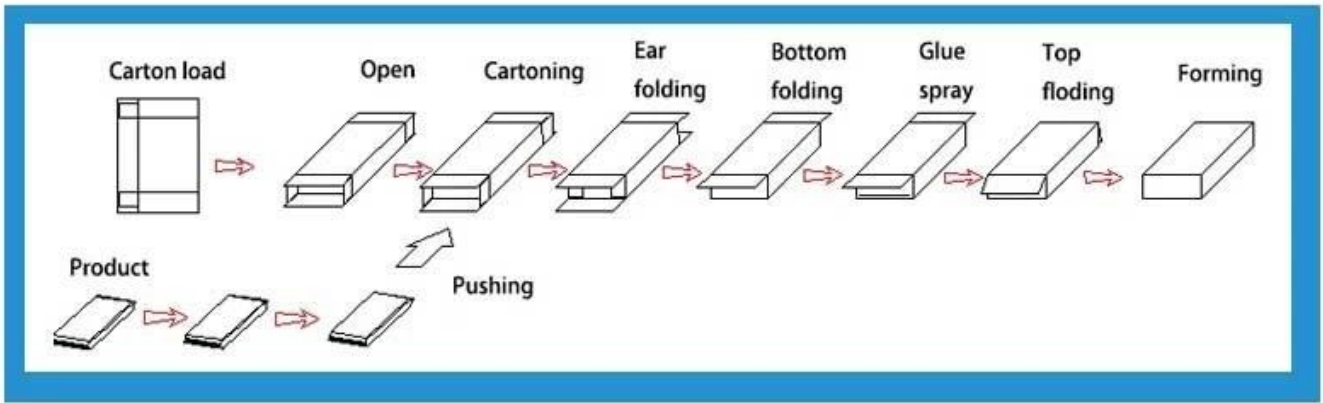 Carton load
Open
Cartoning
Ear
folding
Bottom
folding
Glue
spray
Top
floding
Forming
Product
Pushing